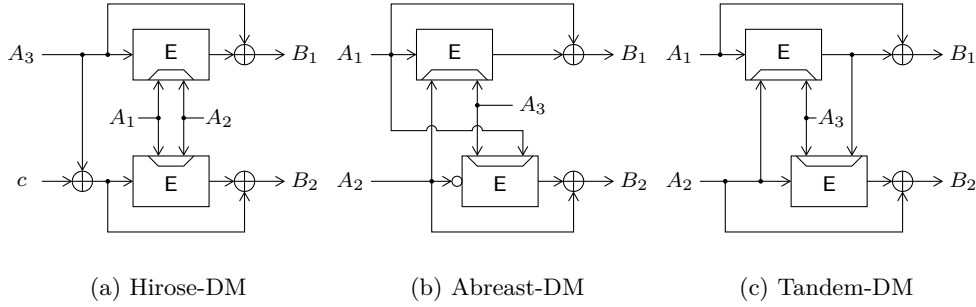 A₃ E B₁ A₁ E B₁ A₁ E B₁
A₁ A₂ A₃ A₃
c E B₂ A₂ E B₂ A₂ E B₂
(a) Hirose-DM (b) Abreast-DM (c) Tandem-DM